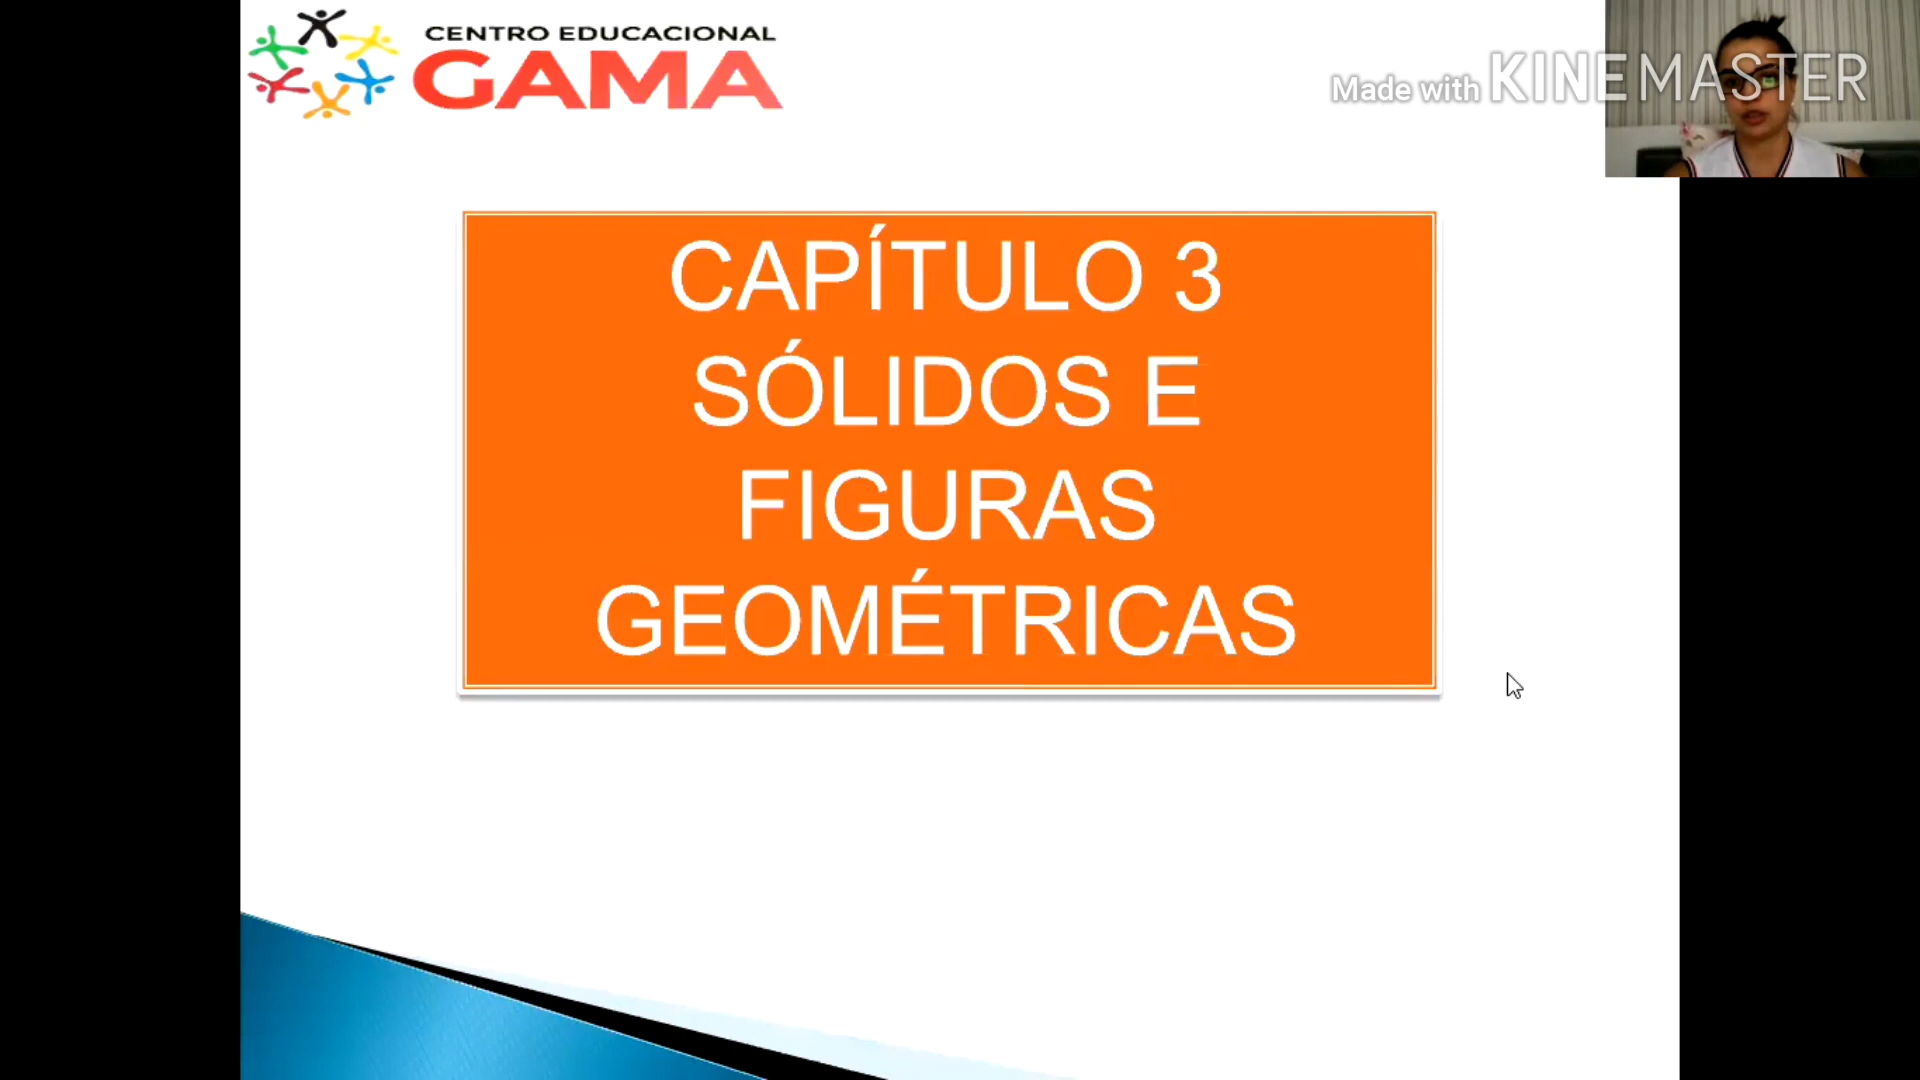 CENTRO EDUCACIONAL
GAMA
Made with KINEMASTER
CAPÍTULO 3
SÓLIDOS E
FIGURAS
GEOMÉTRICAS